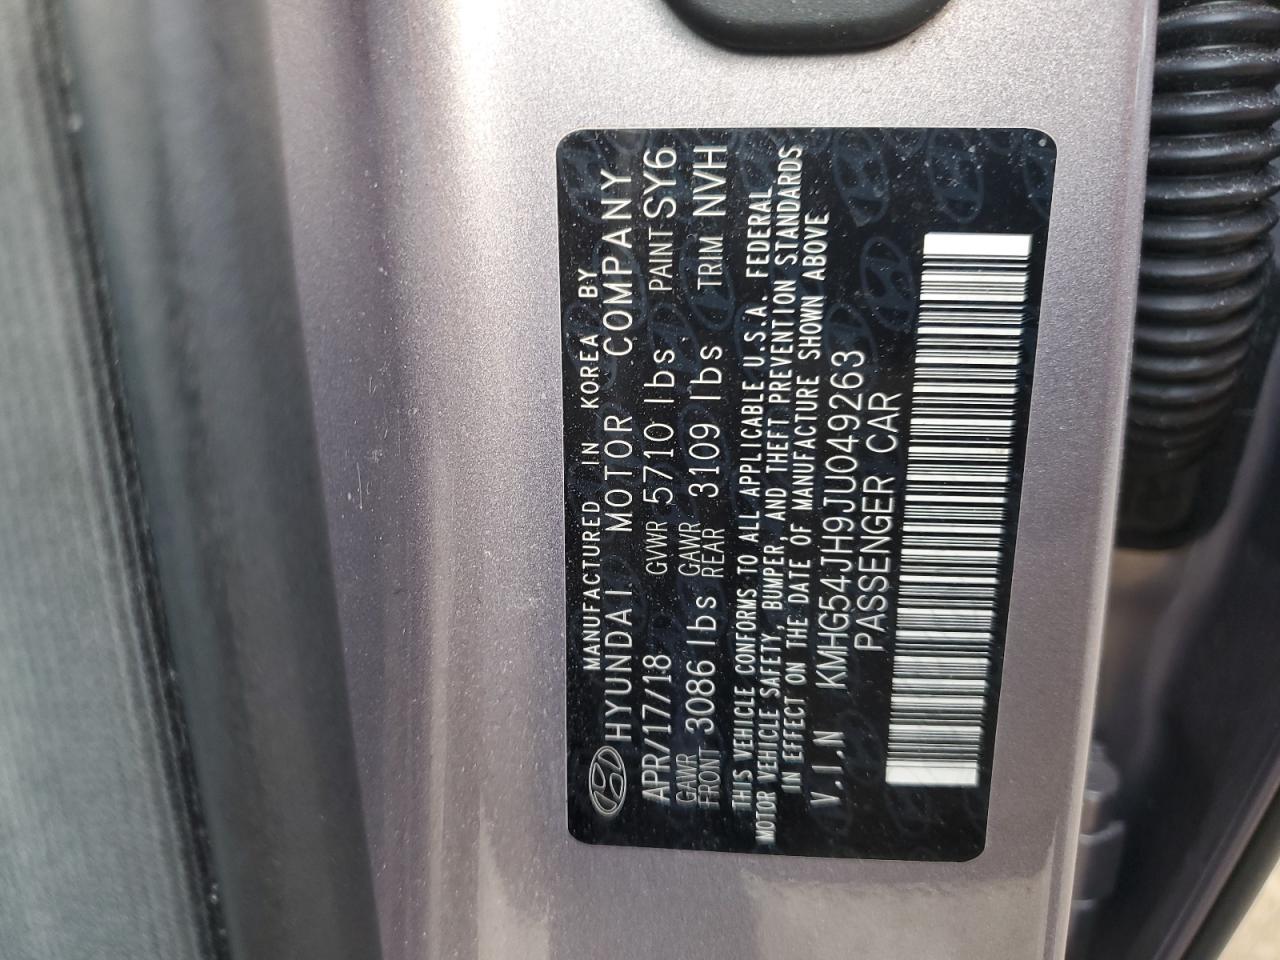 MANUFACTURED IN KOREA BY
HYUNDAI MOTOR COMPANY
APR/17/18 GVWR 5710 lbs PAINT SY6
GAWR FRONT 3086 lbs GAWR REAR 3109 lbs TRIM NVH
THIS VEHICLE CONFORMS TO ALL APPLICABLE U.S.A. FEDERAL
MOTOR VEHICLE SAFETY, BUMPER, AND THEFT PREVENTION STANDARDS
IN EFFECT ON THE DATE OF MANUFACTURE SHOWN ABOVE
V.I.N KMHG54JH9JU049263
PASSENGER CAR